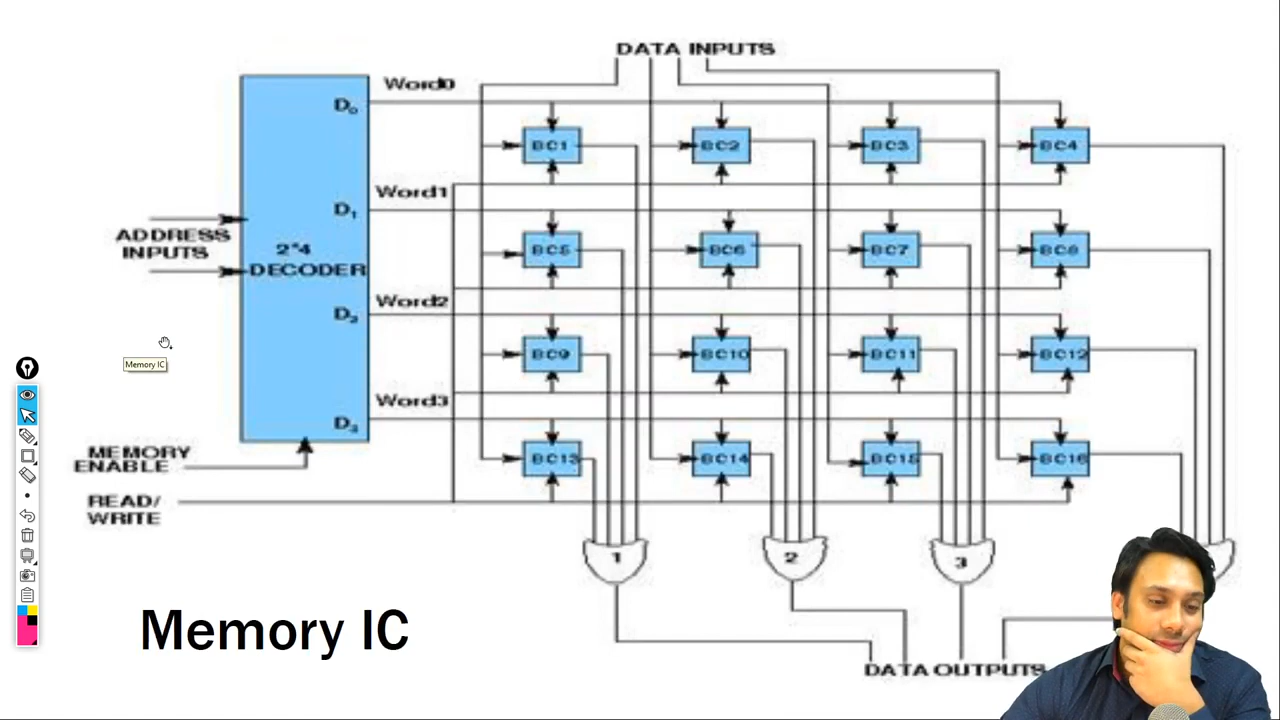 DATA INPUTS
Word0
D0
BC1 BC2 BC3 BC4
Word1
D1
ADDRESS
INPUTS
2*4
DECODER
BC5 BC6 BC7 BC8
Word2
D2
Memory IC
BC9 BC10 BC11 BC12
Word3
D3
MEMORY
ENABLE
BC13 BC14 BC15 BC16
READ/
WRITE
1 2 3
Memory IC
DATA OUTPUTS